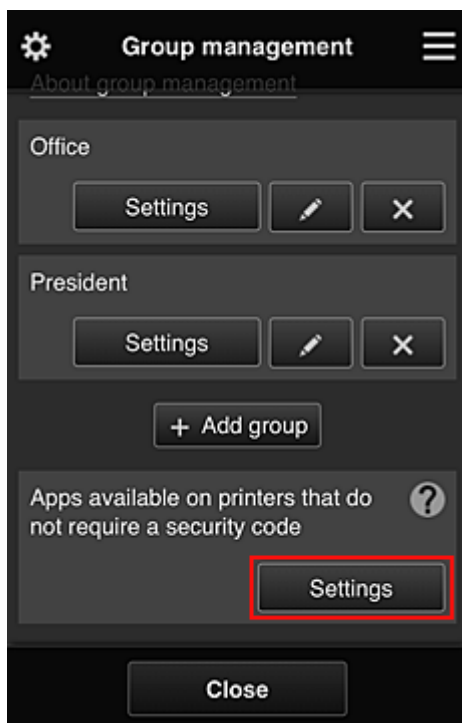 Group management
About group management
Office
Settings
President
Settings
+ Add group
Apps available on printers that do
not require a security code
?
Settings
Close